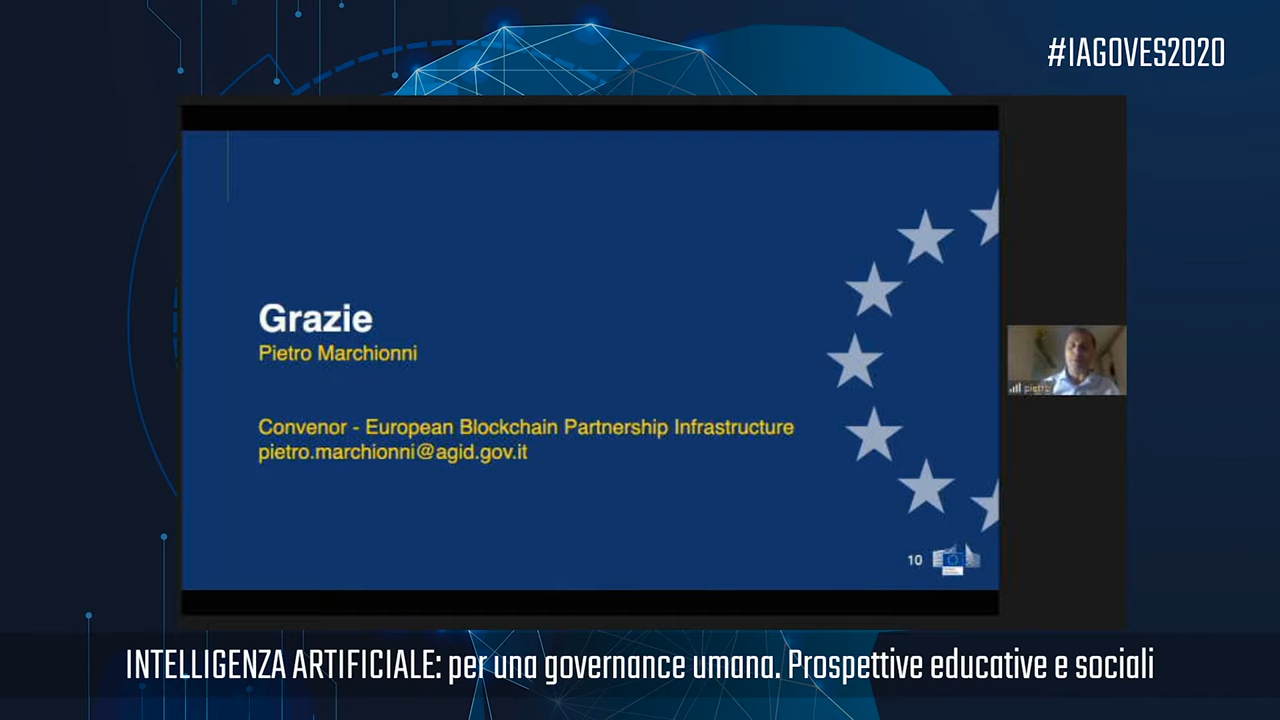 #IAGOVES2020
Grazie
Pietro Marchionni
Convenor - European Blockchain Partnership Infrastructure
pietro.marchionni@agid.gov.it
pietro
10
INTELLIGENZA ARTIFICIALE: per una governance umana. Prospettive educative e sociali